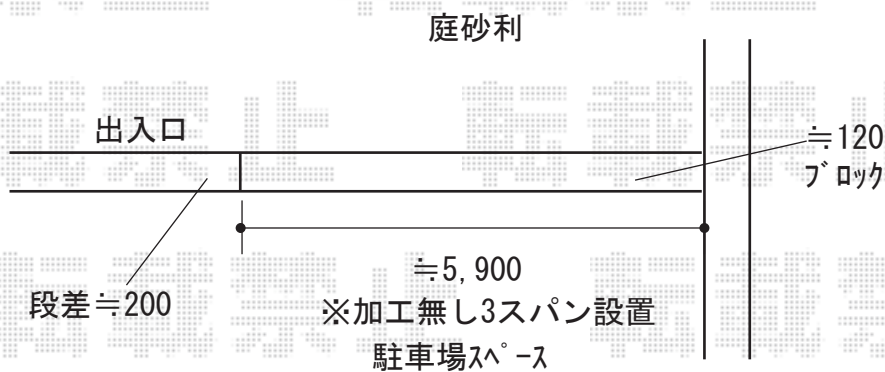 庭砂利
出入口
≒120
ブロック
≒5,900
段差≒200
※加工無し3スパン設置
駐車場スペース